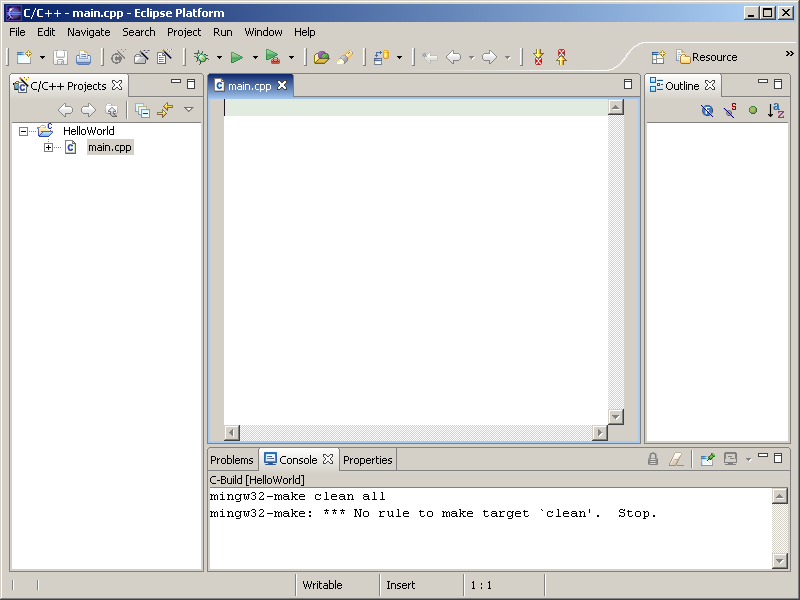 C/C++ - main.cpp - Eclipse Platform
File Edit Navigate Search Project Run Window Help
Resource »
C/C++ Projects
HelloWorld
main.cpp
main.cpp
Outline
Problems Console Properties
C-Build [HelloWorld]
mingw32-make clean all
mingw32-make: *** No rule to make target `clean'.  Stop.
Writable Insert 1 : 1